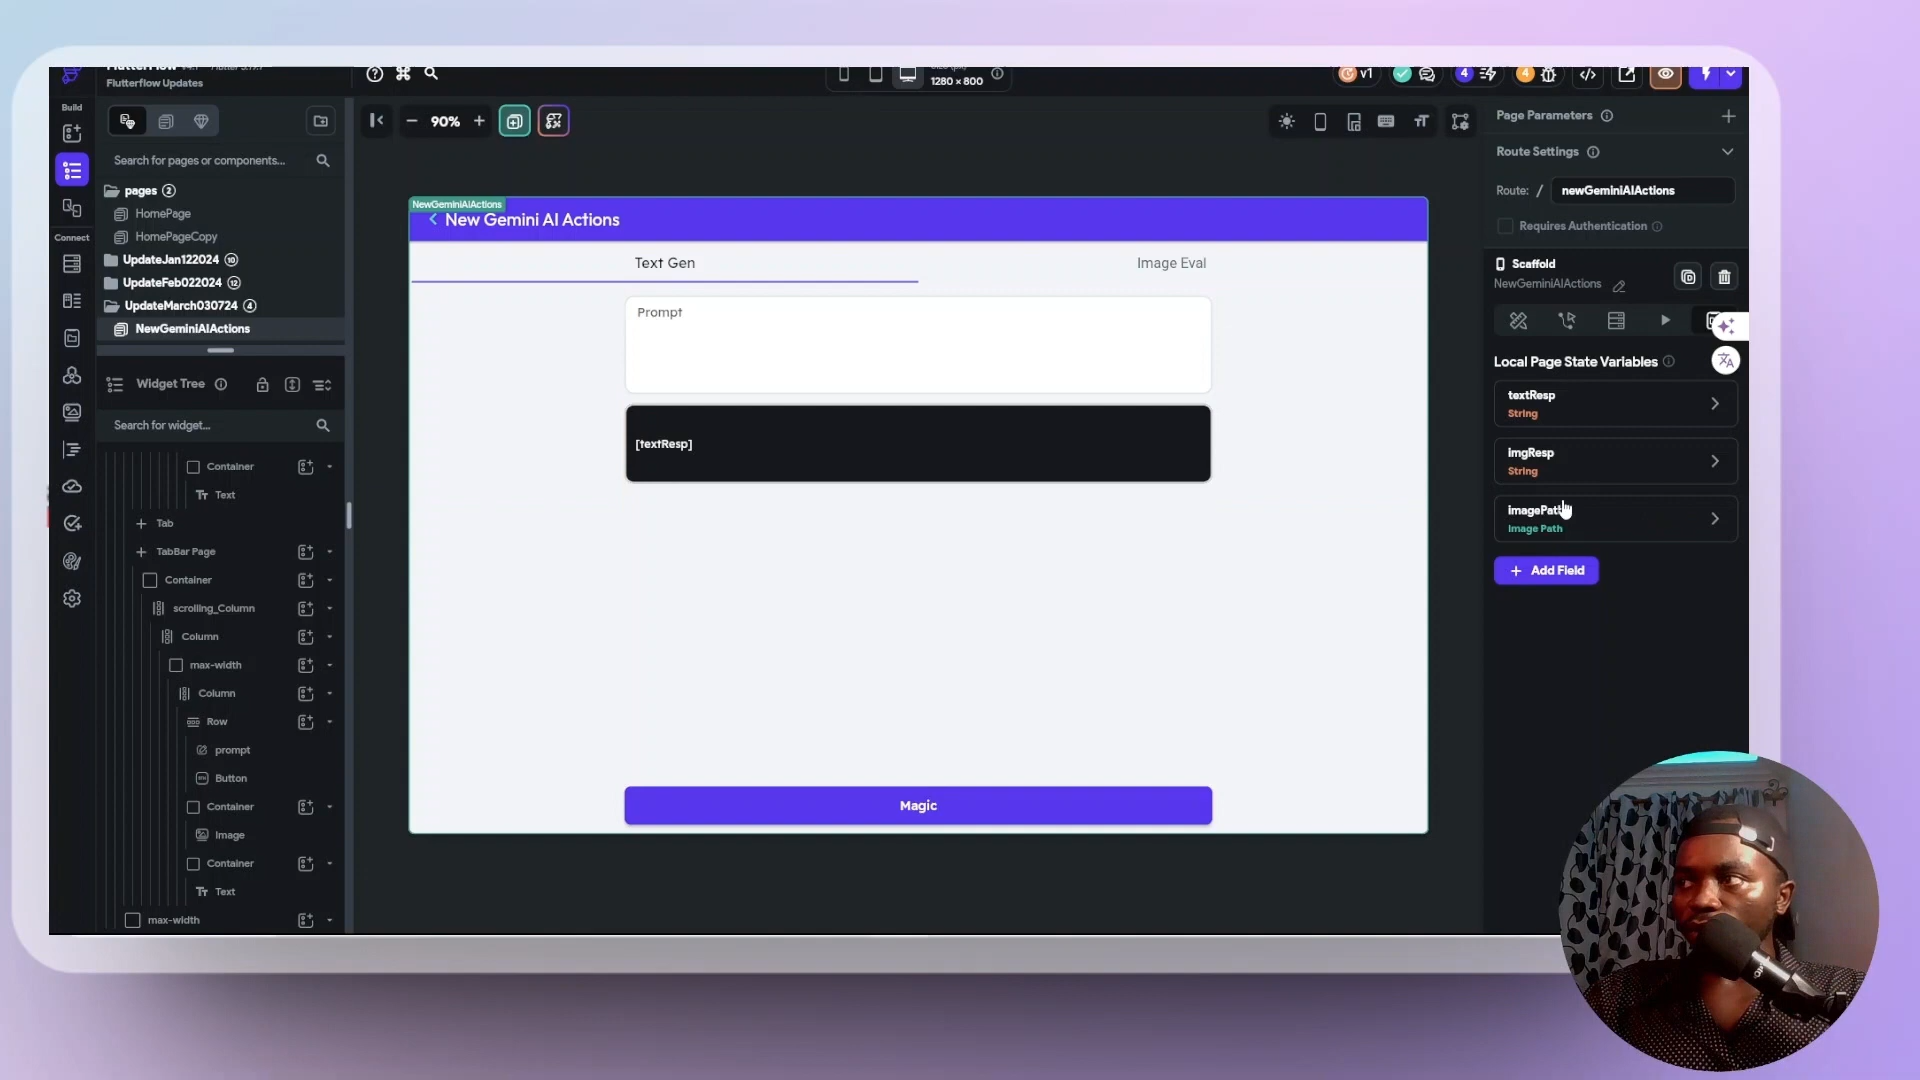 Flutterflow Updates
1280 × 800
v1
4
4
Build
90%
Page Parameters
Search for pages or components...
Route Settings
pages 2
Route: / newGeminiAIActions
HomePage
Requires Authentication
Connect
HomePageCopy
UpdateJan122024 10
UpdateFeb022024 12
UpdateMarch030724 4
NewGeminiAIActions
NewGeminiAIActions
New Gemini AI Actions
Text Gen
Image Eval
Prompt
[textResp]
Magic
Scaffold
NewGeminiAIActions
Local Page State Variables
textResp
String
imgResp
String
imagePath
Image Path
+ Add Field
Widget Tree
Search for widget...
Container
Tt Text
Tab
TabBar Page
Container
scrolling_Column
Column
max-width
Column
Row
prompt
Button
Container
Image
Container
Tt Text
max-width